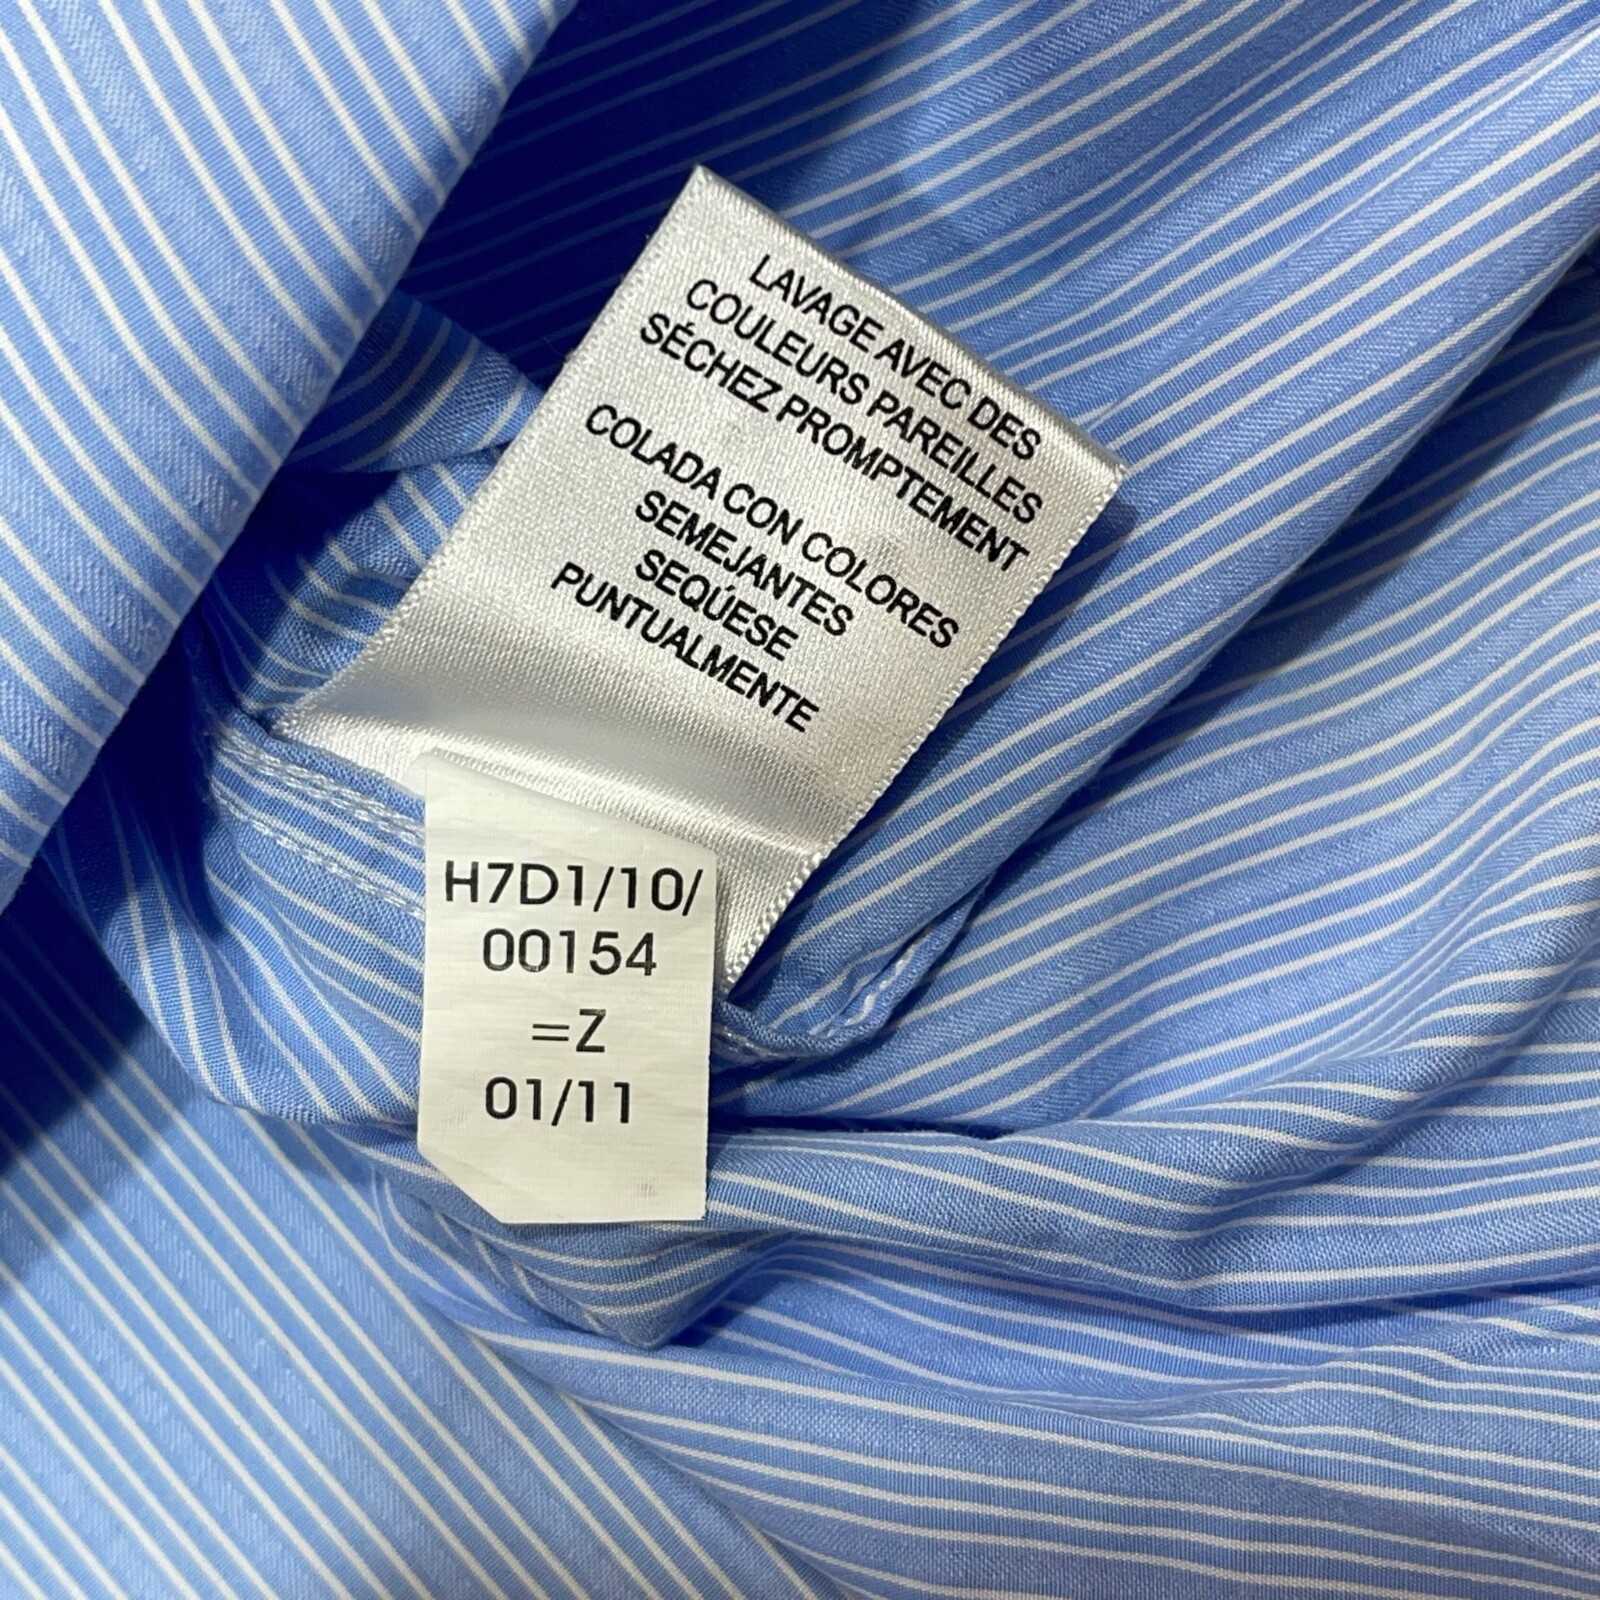 LAVAGE AVEC DES
COULEURS PAREILLES
SÉCHEZ PROMPTEMENT
COLADA CON COLORES
SEMEJANTES
SEQÚESE
PUNTUALMENTE
H7D1/10/
00154
=Z
01/11